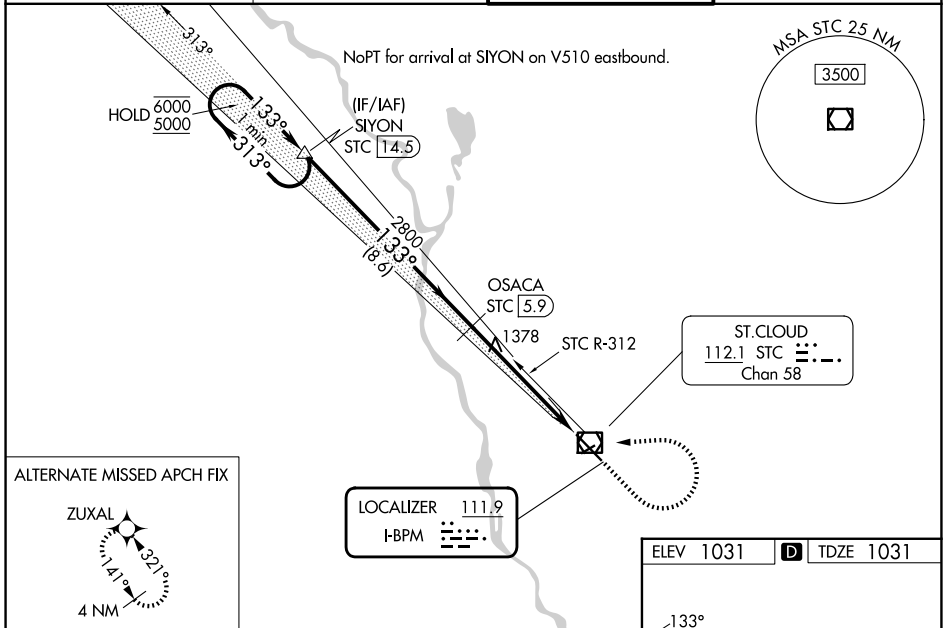 313°
NoPT for arrival at SIYON on V510 eastbound.
MSA STC 25 NM
3500
HOLD 6000
5000
133°
1 min
313°
(IF/IAF)
SIYON
STC 14.5
2800
133°
(8.6)
OSACA
STC 5.9
1378
STC R-312
ST.CLOUD
112.1 STC
Chan 58
ALTERNATE MISSED APCH FIX
ZUXAL
321°
141°
4 NM
LOCALIZER 111.9
I-BPM
ELEV 1031 D TDZE 1031
133°